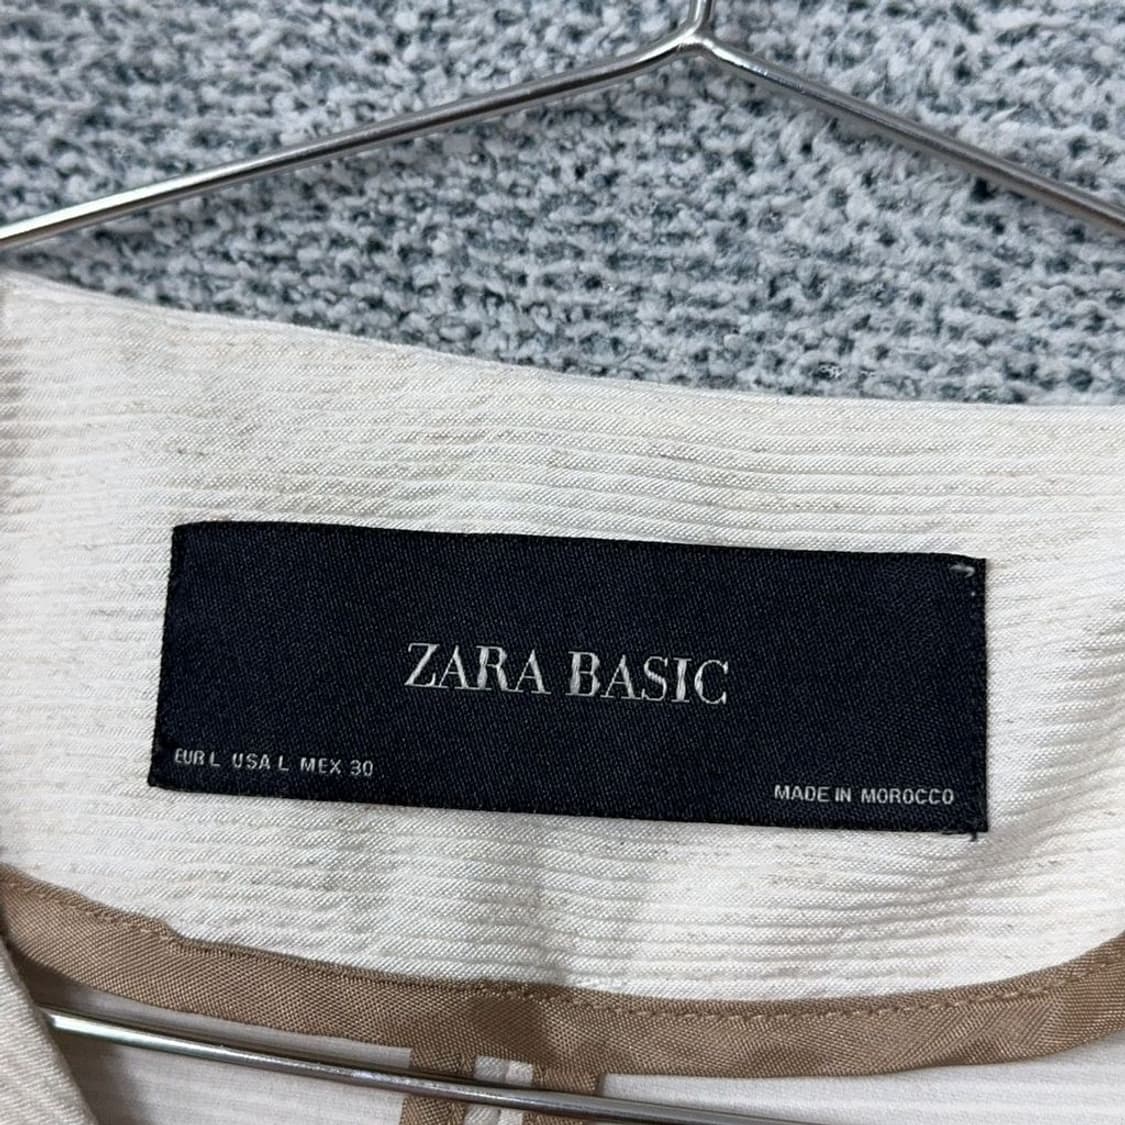 ZARA BASIC
EUR L USA L MEX 30
MADE IN MOROCCO